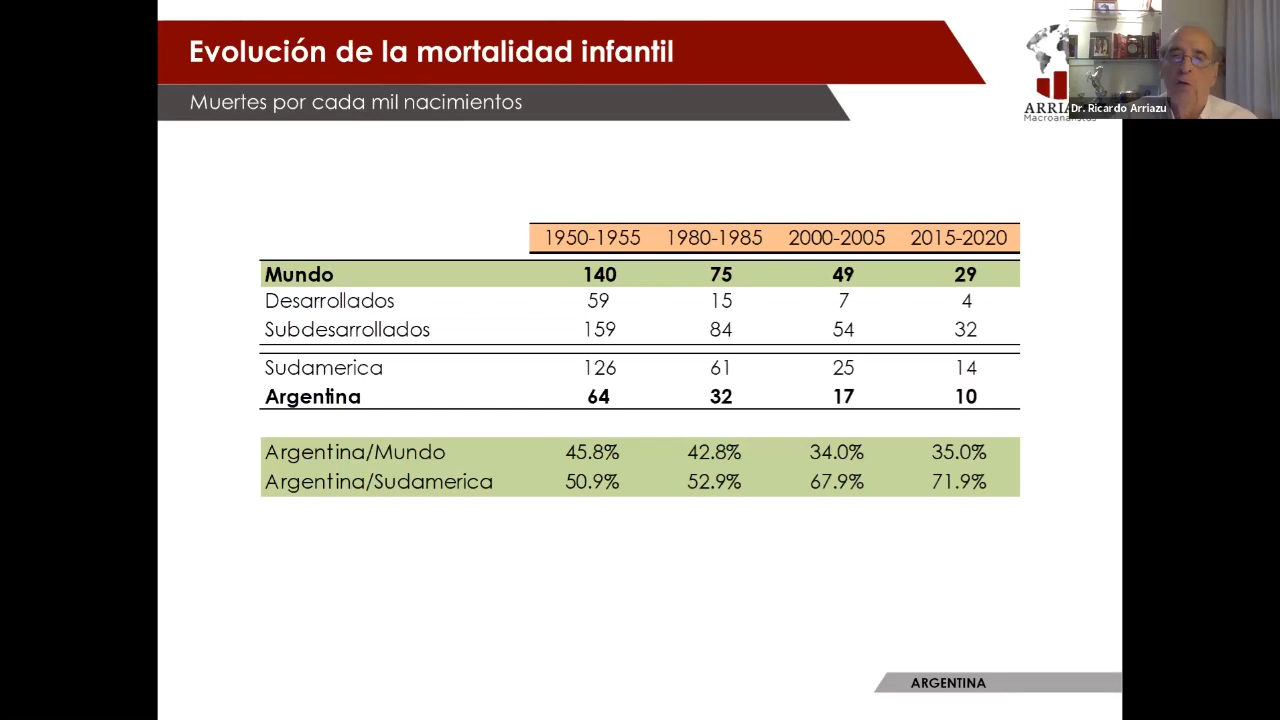 Evolución de la mortalidad infantil
Muertes por cada mil nacimientos
Dr. Ricardo Arriazu
1950-1955 1980-1985 2000-2005 2015-2020
Mundo 140 75 49 29
Desarrollados 59 15 7 4
Subdesarrollados 159 84 54 32
Sudamerica 126 61 25 14
Argentina 64 32 17 10
Argentina/Mundo 45.8% 42.8% 34.0% 35.0%
Argentina/Sudamerica 50.9% 52.9% 67.9% 71.9%
ARGENTINA